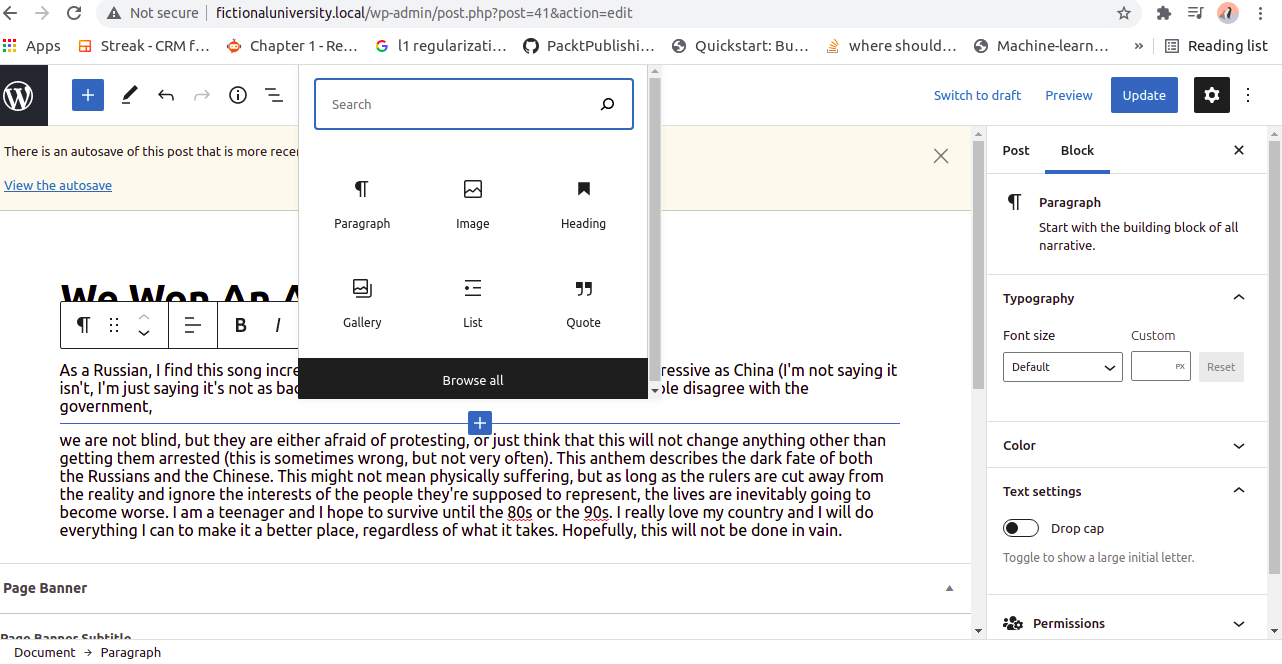 Not secure fictionaluniversity.local/wp-admin/post.php?post=41&action=edit
Apps Streak - CRM f... Chapter 1 - Re... l1 regularizati... PacktPublishi... Quickstart: Bu... where should... Machine-learn... » Reading list
Switch to draft Preview Update
There is an autosave of this post that is more recen
View the autosave
Search
Paragraph Image Heading
Gallery List Quote
Browse all
We Won An A
B I
As a Russian, I find this song incre ressive as China (I'm not saying it
isn't, I'm just saying it's not as bad ple disagree with the
government,
we are not blind, but they are either afraid of protesting, or just think that this will not change anything other than
getting them arrested (this is sometimes wrong, but not very often). This anthem describes the dark fate of both
the Russians and the Chinese. This might not mean physically suffering, but as long as the rulers are cut away from
the reality and ignore the interests of the people they're supposed to represent, the lives are inevitably going to
become worse. I am a teenager and I hope to survive until the 80s or the 90s. I really love my country and I will do
everything I can to make it a better place, regardless of what it takes. Hopefully, this will not be done in vain.
Page Banner
Page Banner Subtitle
Document → Paragraph
Post Block
Paragraph
Start with the building block of all
narrative.
Typography
Font size Custom
Default PX Reset
Color
Text settings
Drop cap
Toggle to show a large initial letter.
Permissions